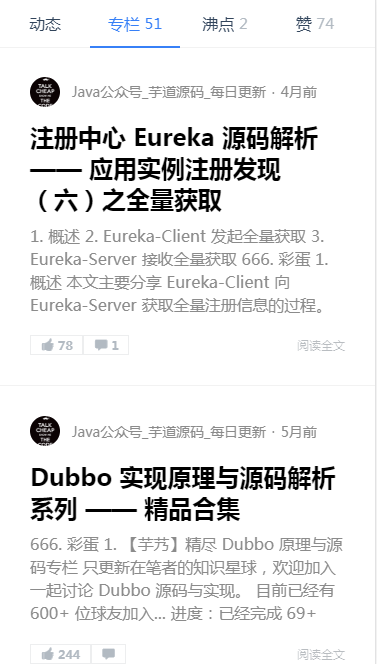 动态 专栏 51 沸点 2 赞 74
TALK
CHEAP
Java公众号_芋道源码_每日更新 · 4月前
注册中心 Eureka 源码解析
—— 应用实例注册发现
（六）之全量获取
1. 概述 2. Eureka-Client 发起全量获取 3.
Eureka-Server 接收全量获取 666. 彩蛋 1.
概述 本文主要分享 Eureka-Client 向
Eureka-Server 获取全量注册信息的过程。
78 1 阅读全文
TALK
CHEAP
Java公众号_芋道源码_每日更新 · 5月前
Dubbo 实现原理与源码解析
系列 —— 精品合集
666. 彩蛋 1. 【芋艿】精尽 Dubbo 原理与源
码专栏 只更新在笔者的知识星球，欢迎加入
一起讨论 Dubbo 源码与实现。 目前已经有
600+ 位球友加入... 进度：已经完成 69+
244 阅读全文